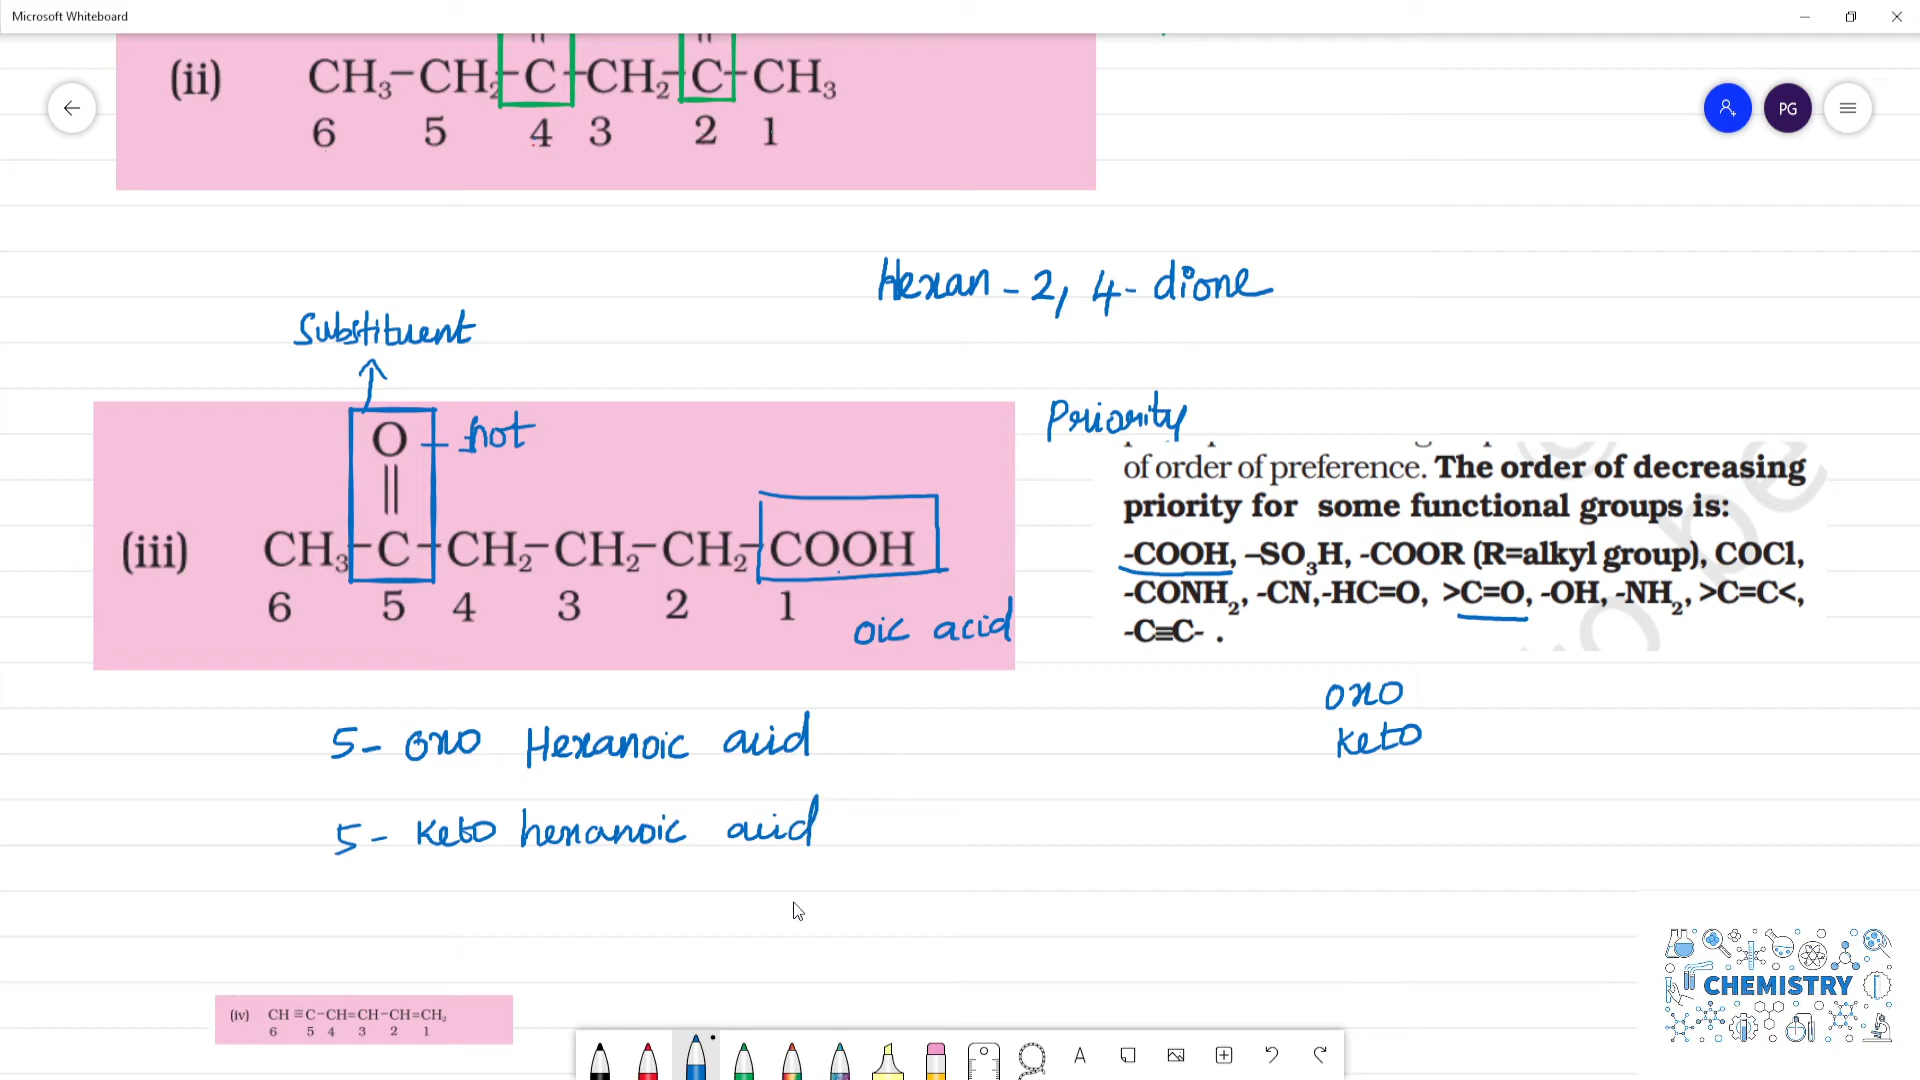 Microsoft Whiteboard
(ii) CH₃−CH₂−C−CH₂−C−CH₃
6 5 4 3 2 1
PG
Hexan - 2, 4 - dione
Substituent
O - not
||
(iii) CH₃−C−CH₂−CH₂−CH₂−COOH
6 5 4 3 2 1
oic acid
Priority
of order of preference. The order of decreasing
priority for some functional groups is:
-COOH, –SO₃H, -COOR (R=alkyl group), COCl,
-CONH₂, -CN,-HC=O, >C=O, -OH, -NH₂, >C=C<,
-C≡C- .
oxo
keto
5- oxo Hexanoic acid
5- keto hexanoic acid
(iv) CH ≡C−CH=CH−CH=CH₂
6 5 4 3 2 1
CHEMISTRY
A